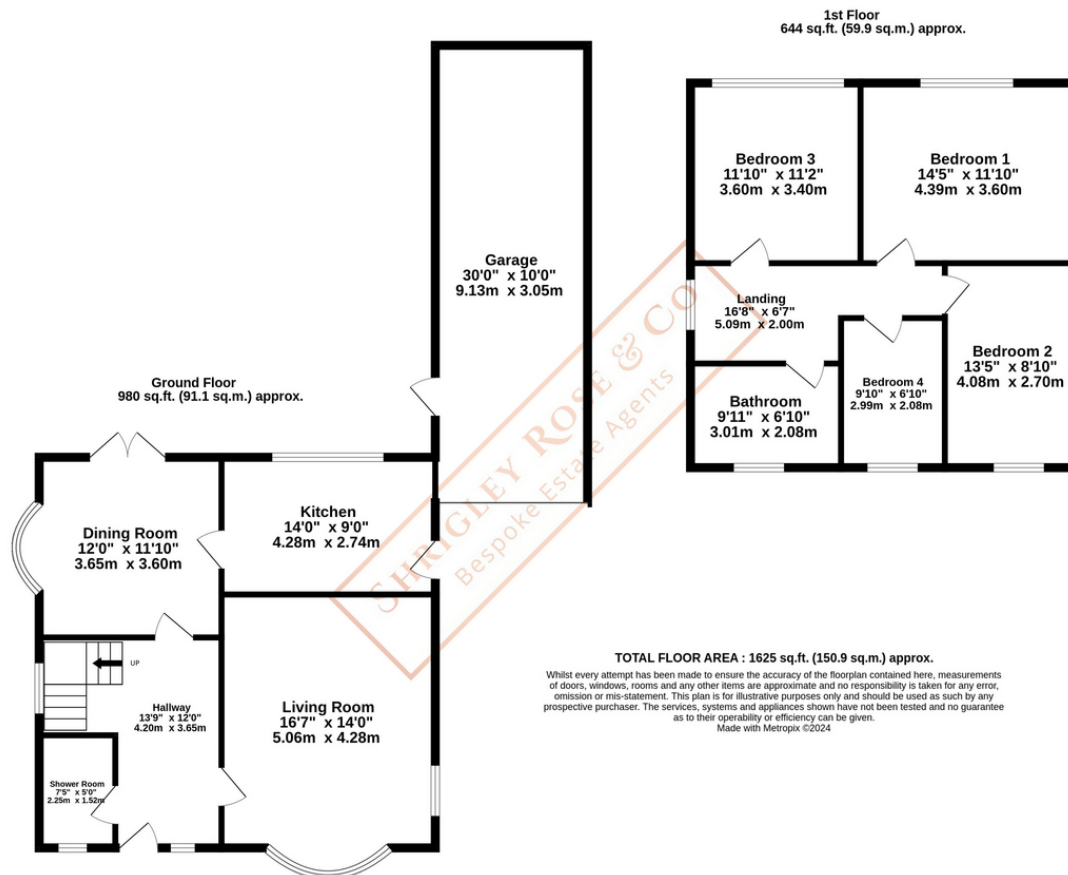 1st Floor
644 sq.ft. (59.9 sq.m.) approx.
Bedroom 3
11'10" x 11'2"
3.60m x 3.40m
Bedroom 1
14'5" x 11'10"
4.39m x 3.60m
Landing
16'8" x 6'7"
5.09m x 2.00m
Bedroom 2
13'5" x 8'10"
4.08m x 2.70m
Bedroom 4
9'10" x 6'10"
2.99m x 2.08m
Bathroom
9'11" x 6'10"
3.01m x 2.08m
Garage
30'0" x 10'0"
9.13m x 3.05m
Ground Floor
980 sq.ft. (91.1 sq.m.) approx.
Dining Room
12'0" x 11'10"
3.65m x 3.60m
Kitchen
14'0" x 9'0"
4.28m x 2.74m
UP
Hallway
13'9" x 12'0"
4.20m x 3.65m
Living Room
16'7" x 14'0"
5.06m x 4.28m
Shower Room
7'5" x 5'0"
2.25m x 1.52m
SHRIGLEY ROSE & CO
Bespoke Estate Agents
TOTAL FLOOR AREA : 1625 sq.ft. (150.9 sq.m.) approx.
Whilst every attempt has been made to ensure the accuracy of the floorplan contained here, measurements
of doors, windows, rooms and any other items are approximate and no responsibility is taken for any error,
omission or mis-statement. This plan is for illustrative purposes only and should be used as such by any
prospective purchaser. The services, systems and appliances shown have not been tested and no guarantee
as to their operability or efficiency can be given.
Made with Metropix ©2024